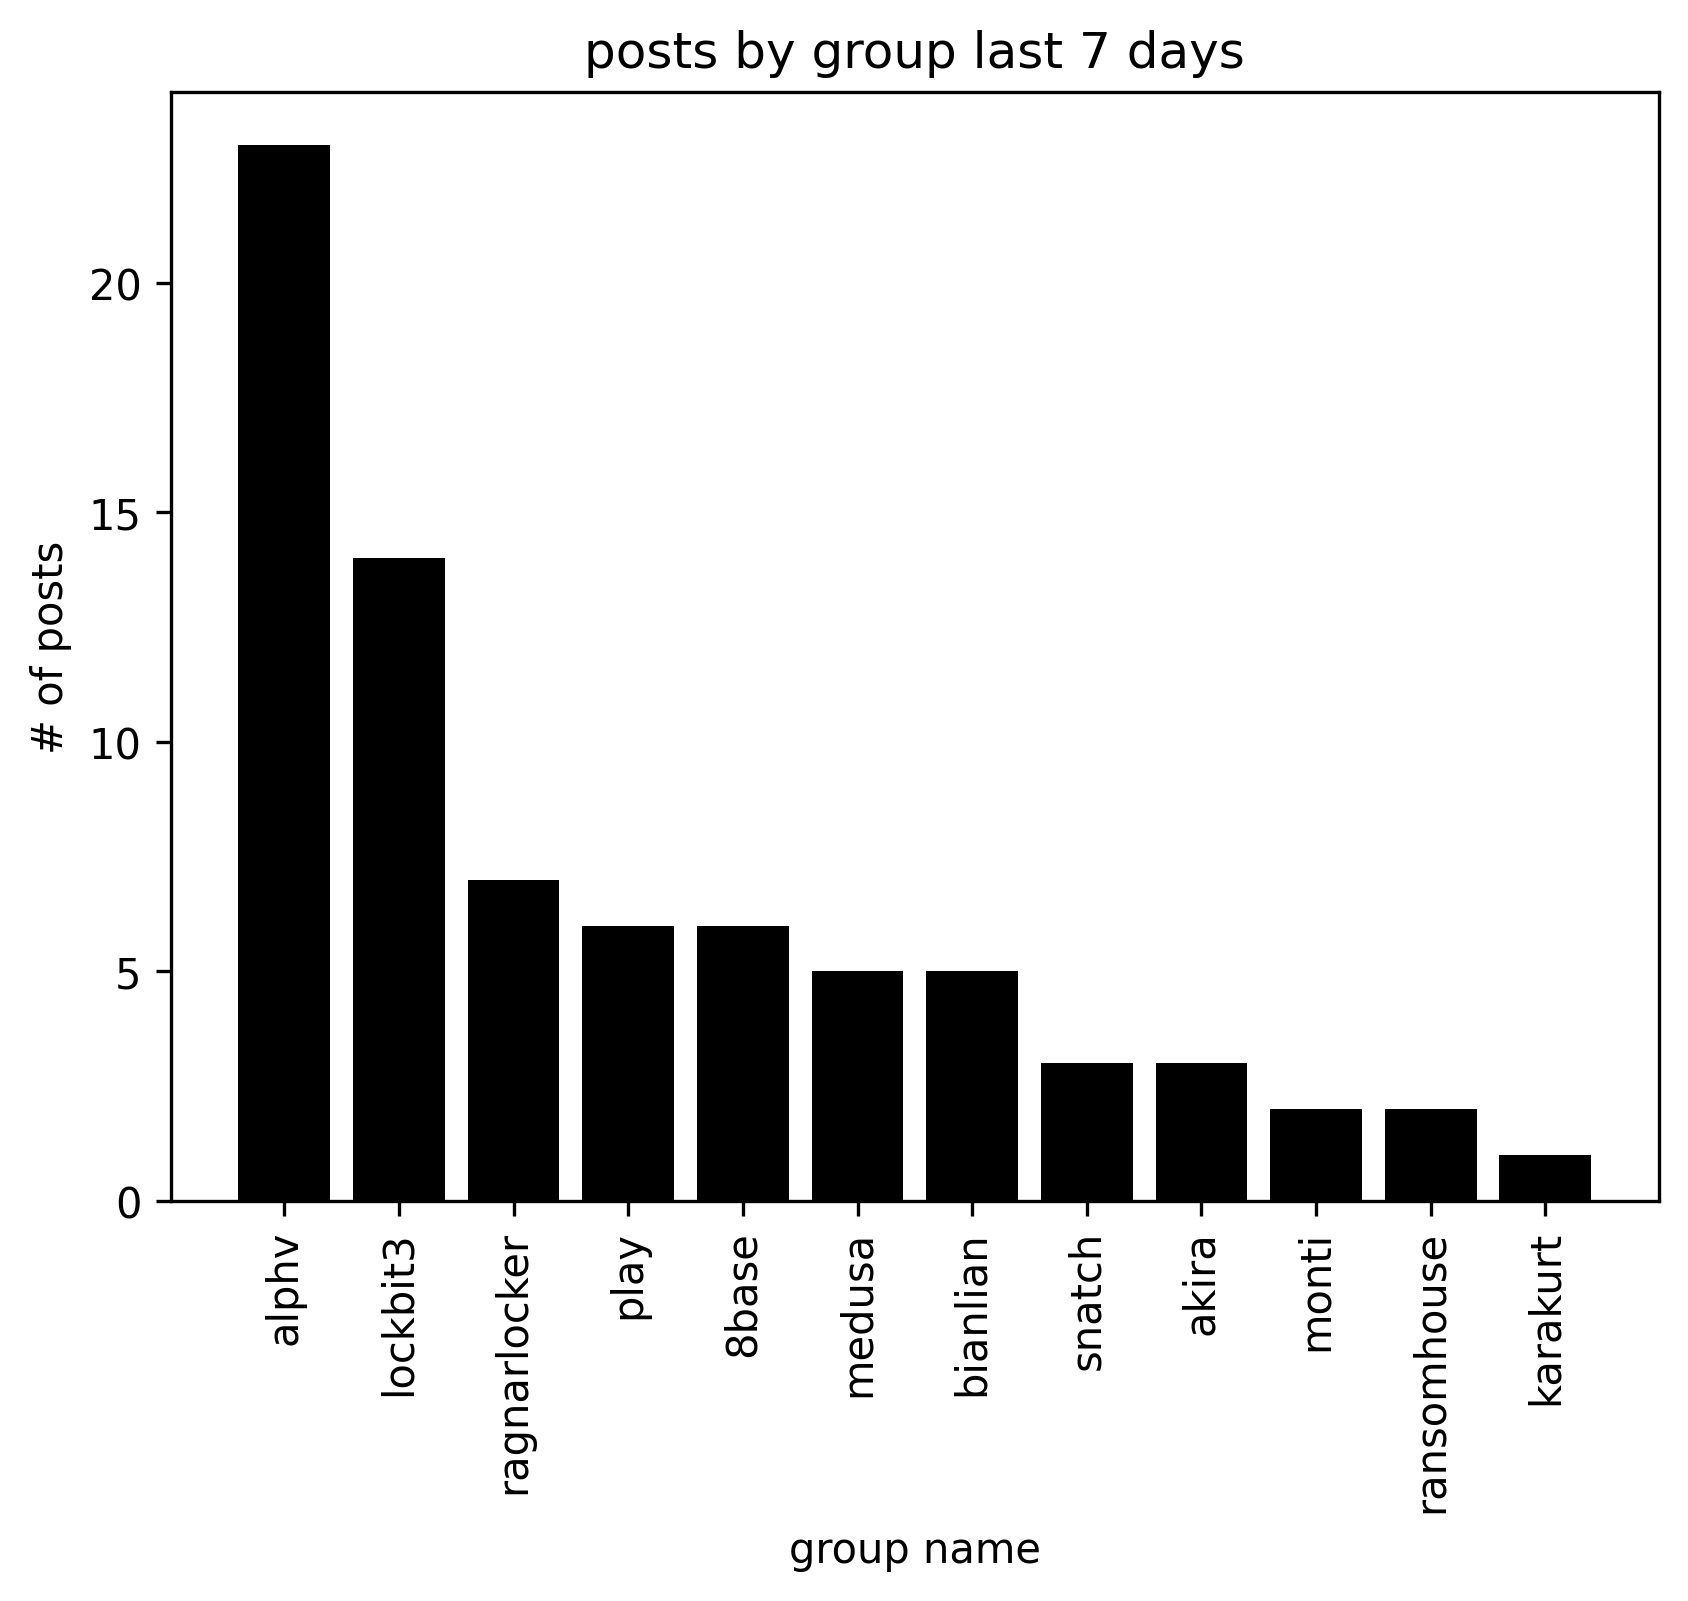 posts by group last 7 days
# of posts
20
15
10
5
0
alphv
lockbit3
ragnarlocker
play
8base
medusa
bianlian
snatch
akira
monti
ransomhouse
karakurt
group name